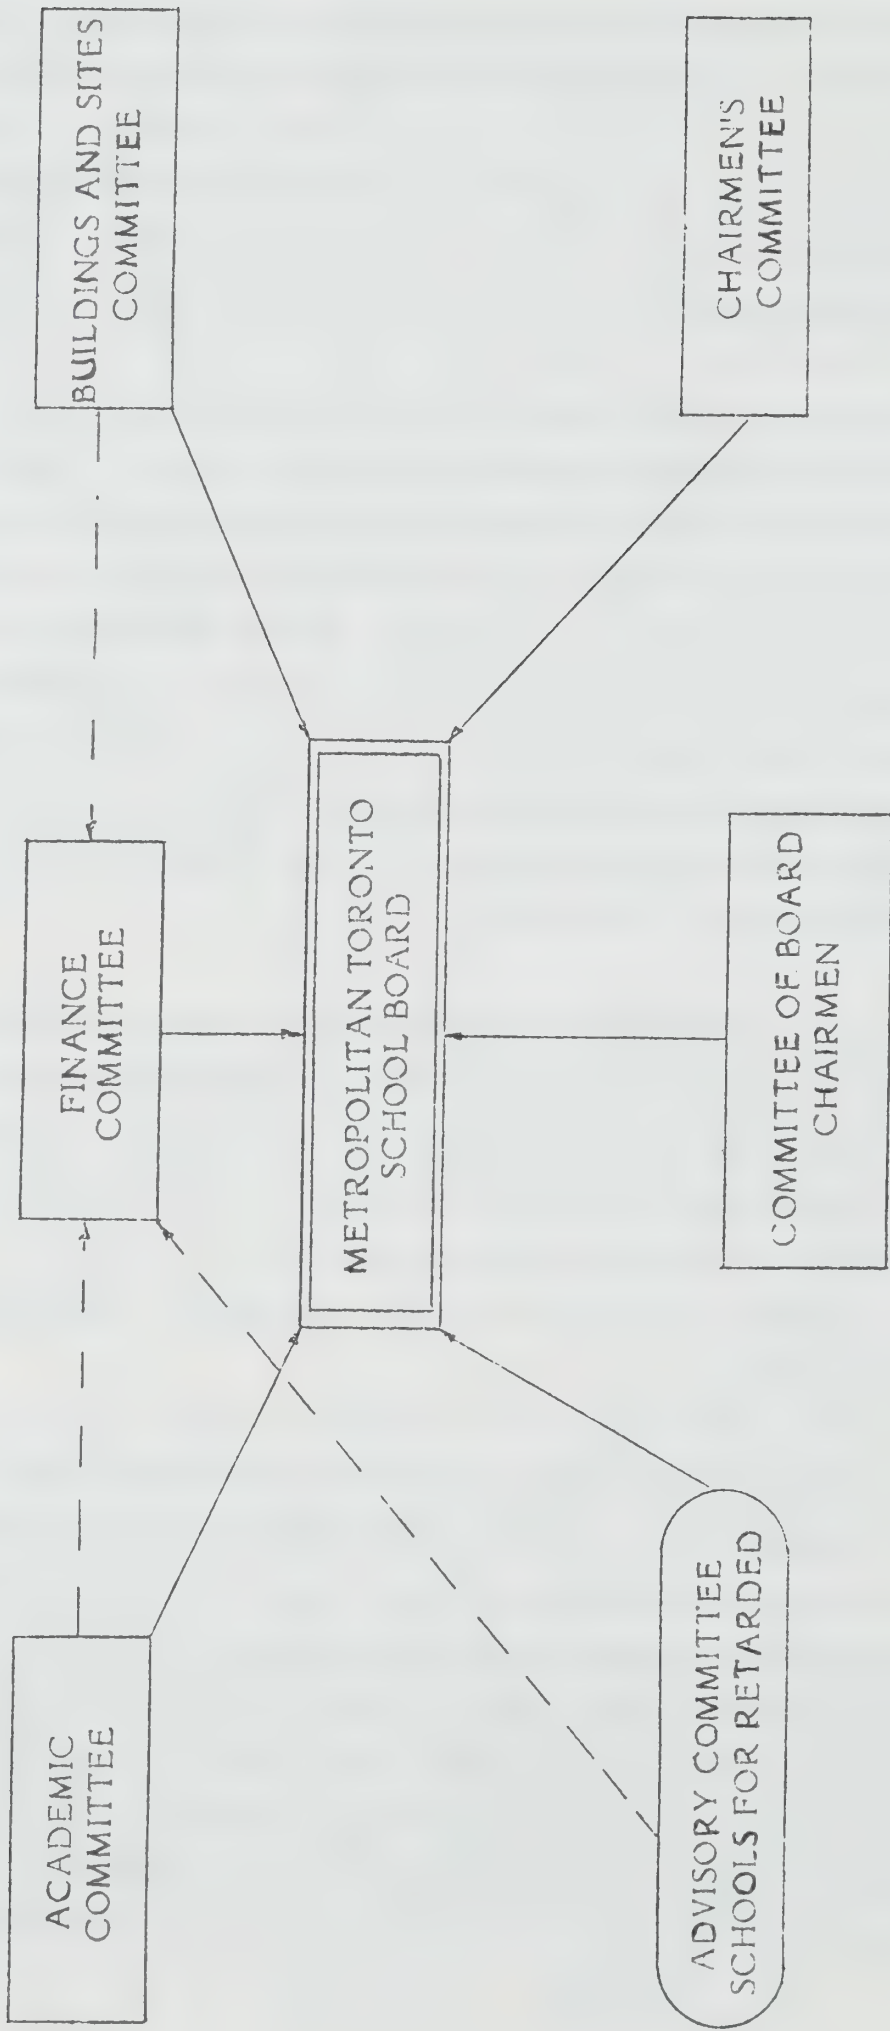 ACADEMIC
COMMITTEE
FINANCE
COMMITTEE
BUILDINGS AND SITES
COMMITTEE
METROPOLITAN TORONTO
SCHOOL BOARD
ADVISORY COMMITTEE
SCHOOLS FOR RETARDED
COMMITTEE OF BOARD
CHAIRMEN
CHAIRMEN'S
COMMITTEE